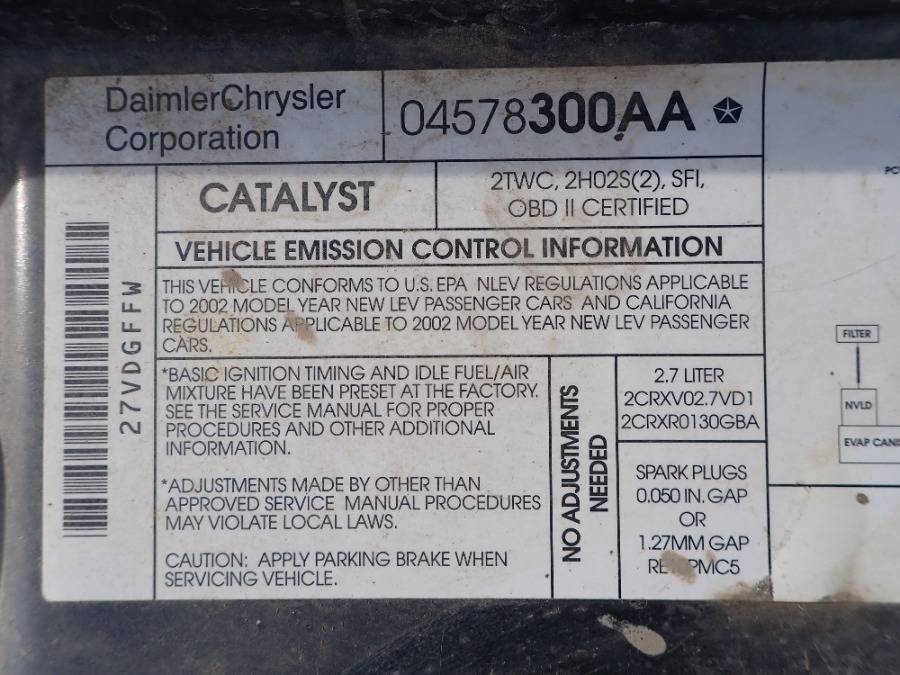 DaimlerChrysler
Corporation
04578300AA
CATALYST
2TWC, 2H02S(2), SFI,
OBD II CERTIFIED
VEHICLE EMISSION CONTROL INFORMATION
THIS VEHICLE CONFORMS TO U.S. EPA NLEV REGULATIONS APPLICABLE
TO 2002 MODEL YEAR NEW LEV PASSENGER CARS AND CALIFORNIA
REGULATIONS APPLICABLE TO 2002 MODEL YEAR NEW LEV PASSENGER
CARS.
27VDGFFW
*BASIC IGNITION TIMING AND IDLE FUEL/AIR
MIXTURE HAVE BEEN PRESET AT THE FACTORY.
SEE THE SERVICE MANUAL FOR PROPER
PROCEDURES AND OTHER ADDITIONAL
INFORMATION.
*ADJUSTMENTS MADE BY OTHER THAN
APPROVED SERVICE MANUAL PROCEDURES
MAY VIOLATE LOCAL LAWS.
CAUTION: APPLY PARKING BRAKE WHEN
SERVICING VEHICLE.
NO ADJUSTMENTS
NEEDED
2.7 LITER
2CRXV02.7VD1
2CRXR0130GBA
SPARK PLUGS
0.050 IN. GAP
OR
1.27MM GAP
FILTER
NVLD
EVAP